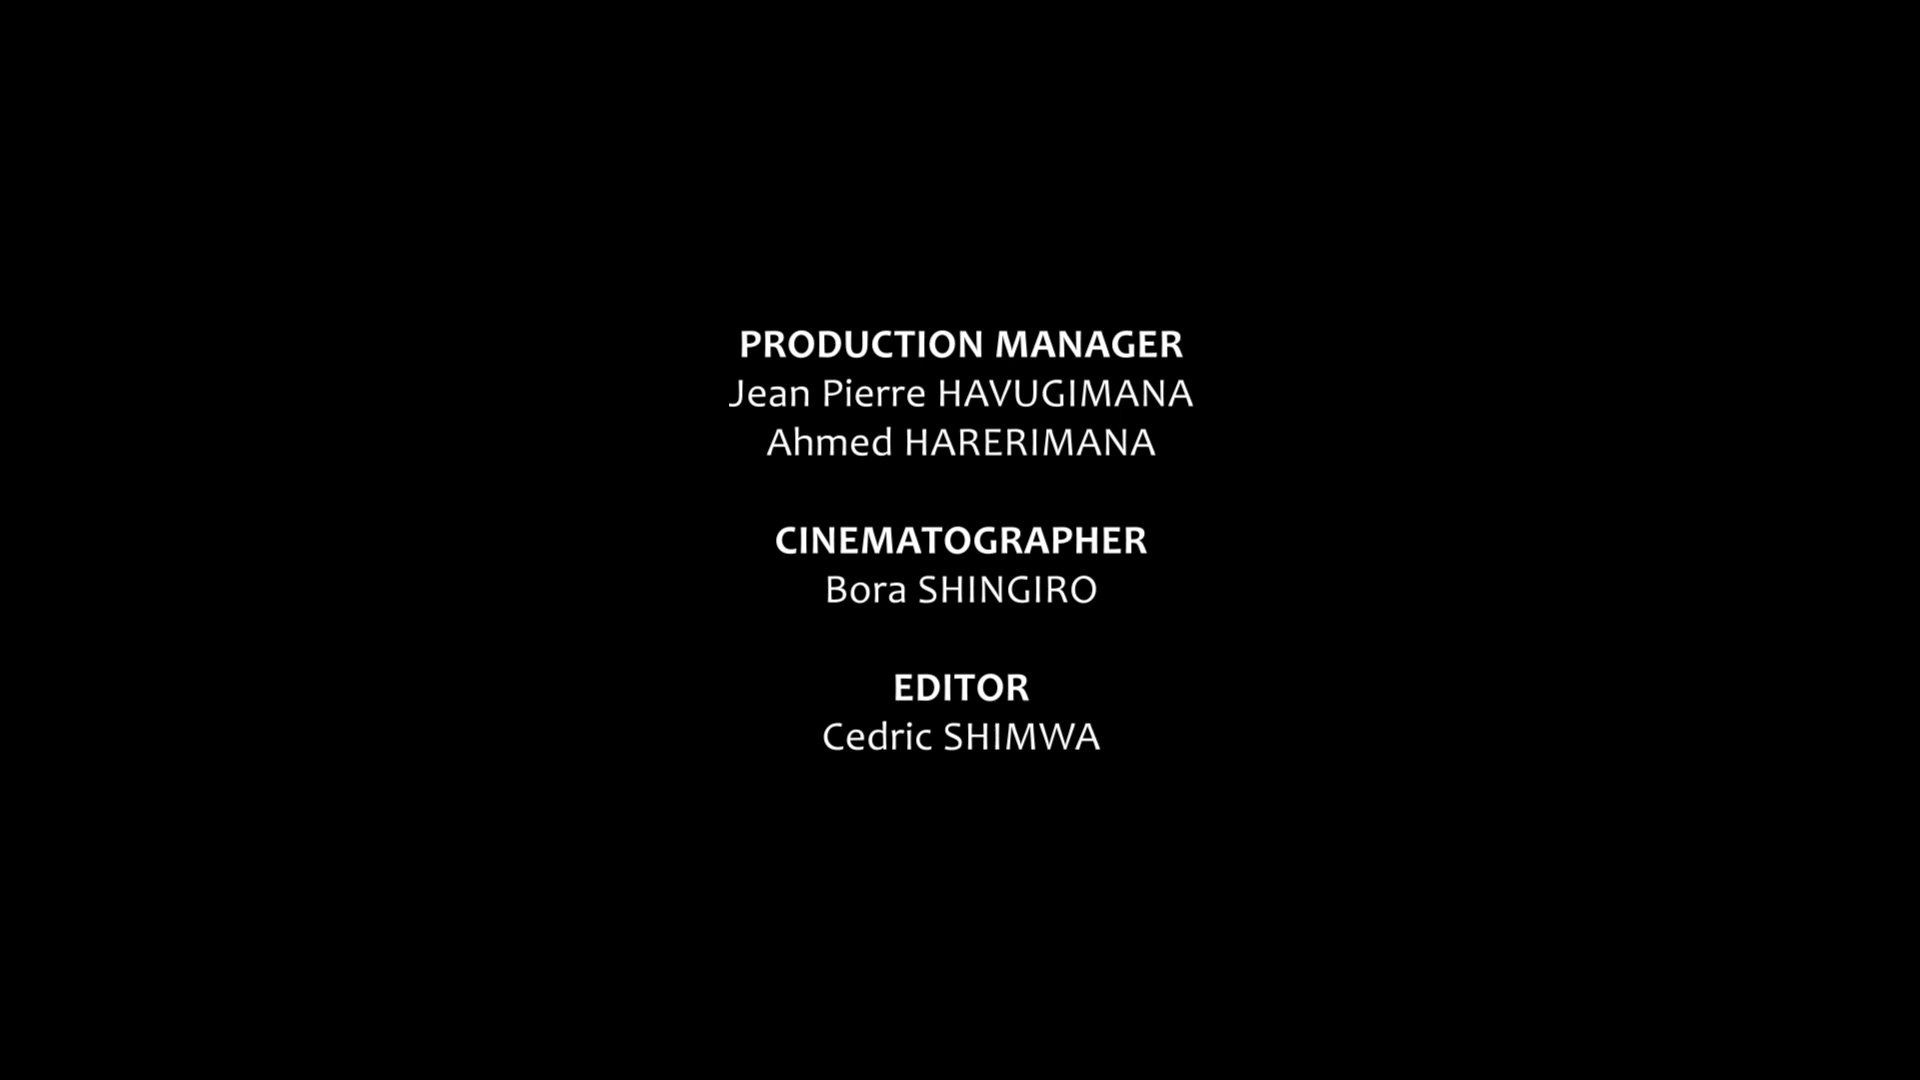 PRODUCTION MANAGER
Jean Pierre HAVUGIMANA
Ahmed HARERIMANA
CINEMATOGRAPHER
Bora SHINGIRO
EDITOR
Cedric SHIMWA